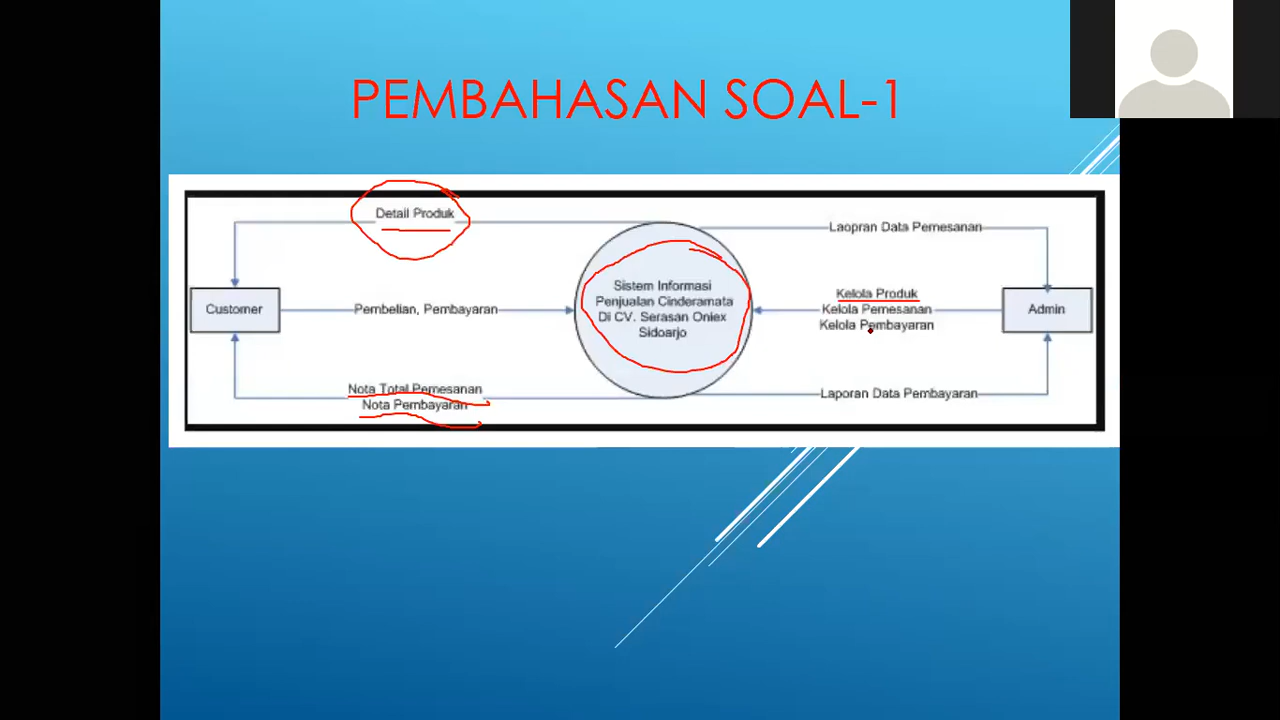 PEMBAHASAN SOAL-1
Detail Produk
Laopran Data Pemesanan
Customer
Pembelian, Pembayaran
Sistem Informasi
Penjualan Cinderamata
Di CV. Serasan Oniex
Sidoarjo
Kelola Produk
Kelola Pemesanan
Kelola Pembayaran
Admin
Nota Total Pemesanan
Nota Pembayaran
Laporan Data Pembayaran